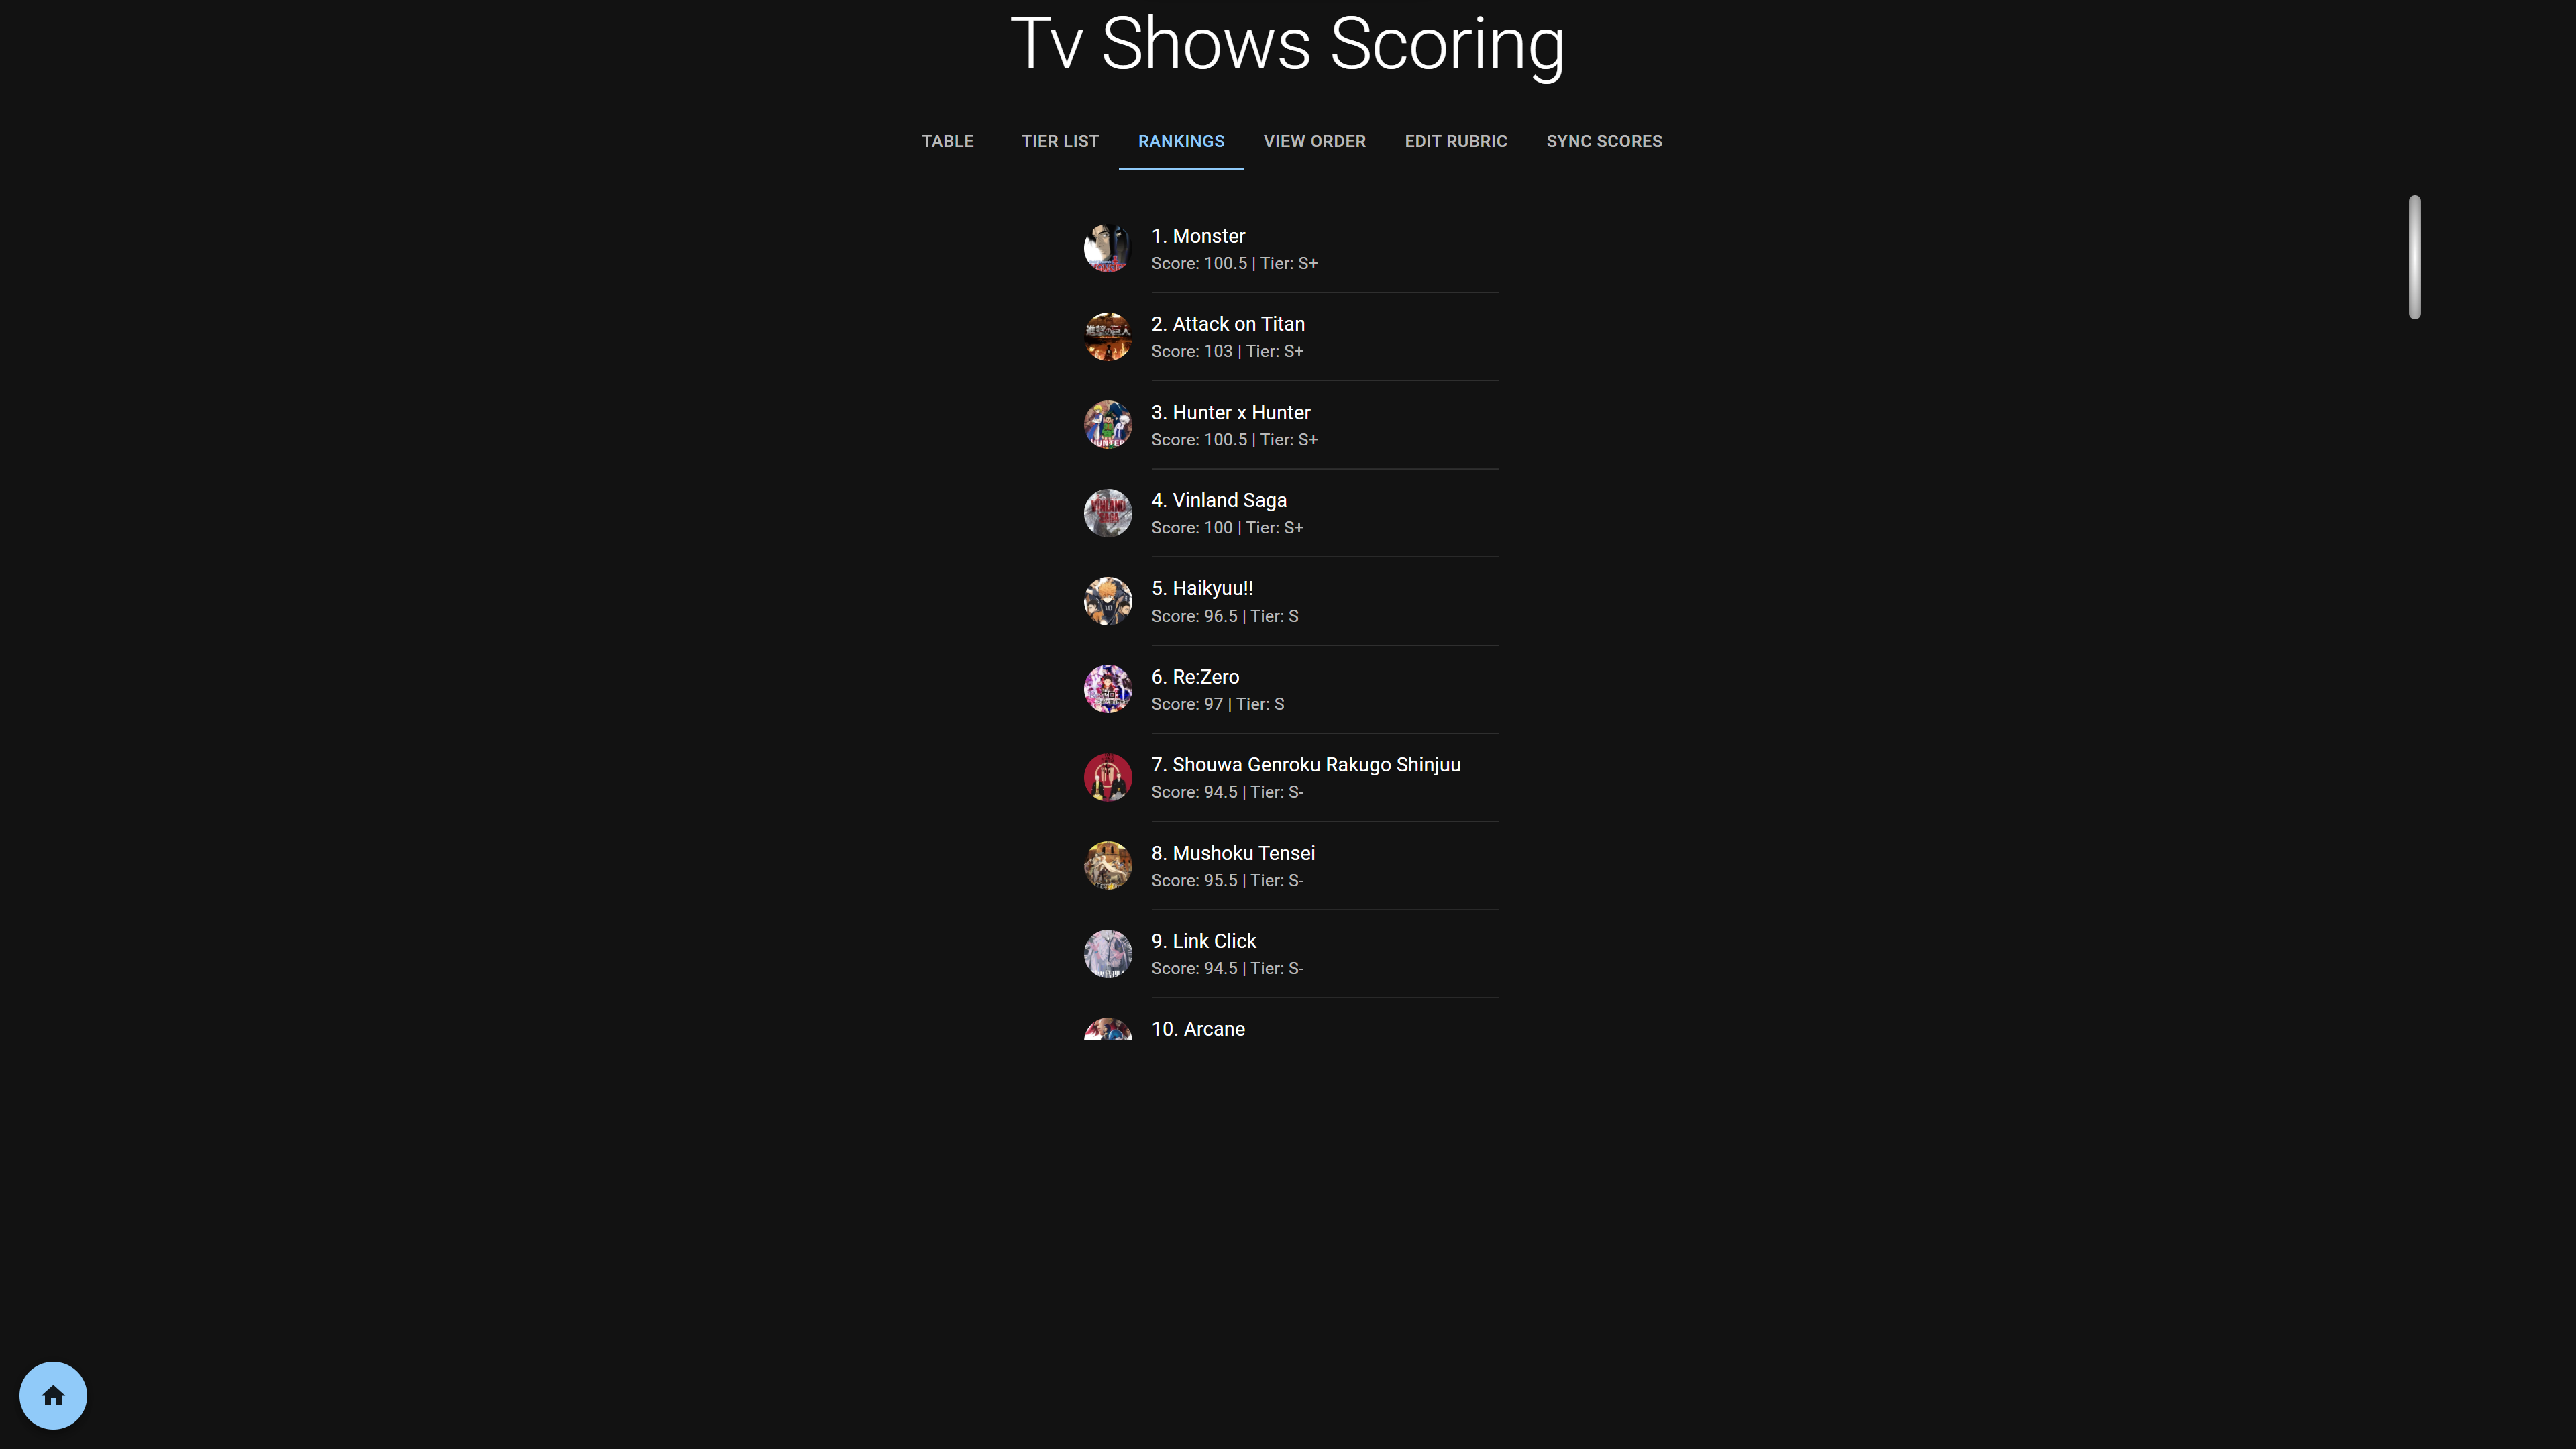 Tv Shows Scoring
TABLE TIER LIST RANKINGS VIEW ORDER EDIT RUBRIC SYNC SCORES
1. Monster
Score: 100.5 | Tier: S+
2. Attack on Titan
Score: 103 | Tier: S+
3. Hunter x Hunter
Score: 100.5 | Tier: S+
4. Vinland Saga
Score: 100 | Tier: S+
5. Haikyuu!!
Score: 96.5 | Tier: S
6. Re:Zero
Score: 97 | Tier: S
7. Shouwa Genroku Rakugo Shinjuu
Score: 94.5 | Tier: S-
8. Mushoku Tensei
Score: 95.5 | Tier: S-
9. Link Click
Score: 94.5 | Tier: S-
10. Arcane